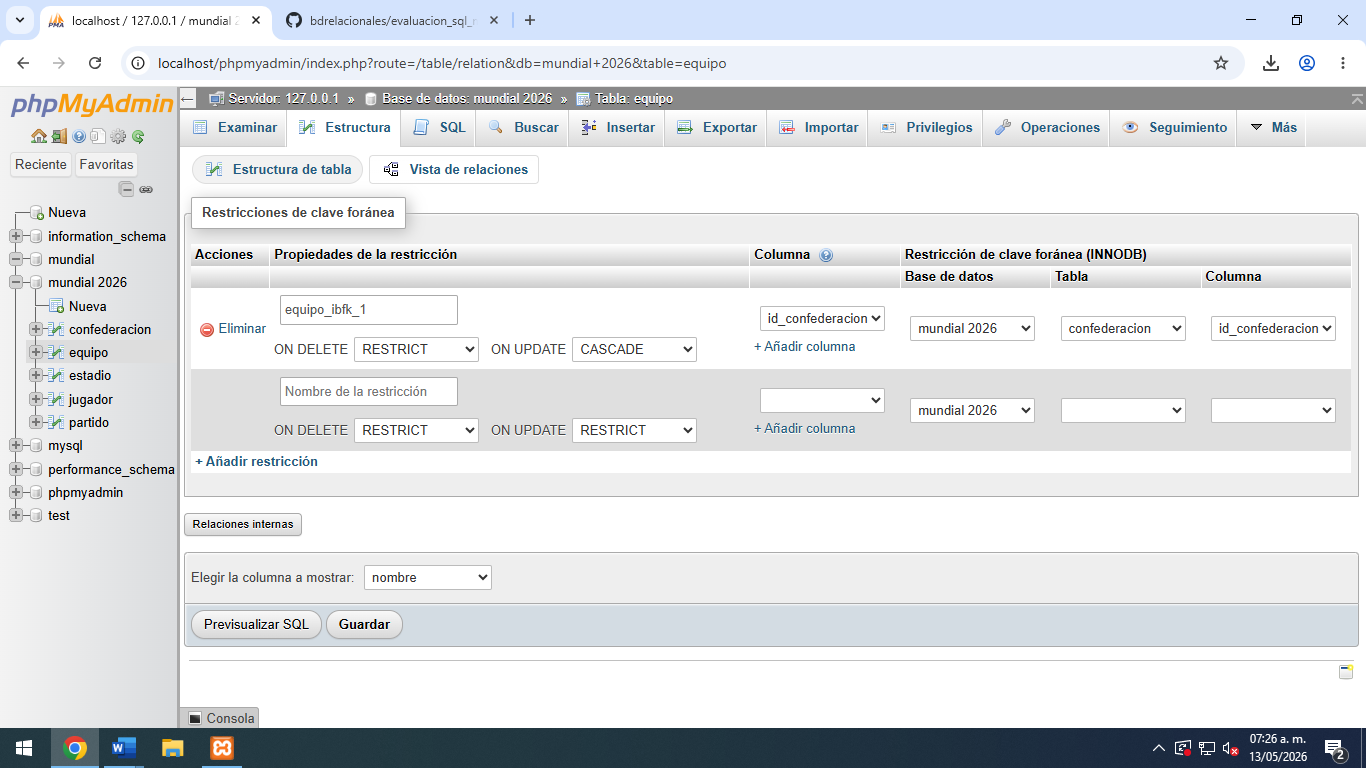 localhost / 127.0.0.1 / mundial 2
bdrelacionales/evaluacion_sql_
localhost/phpmyadmin/index.php?route=/table/relation&db=mundial+2026&table=equipo
phpMyAdmin
Reciente
Favoritas
Nueva
information_schema
mundial
mundial 2026
Nueva
confederacion
equipo
estadio
jugador
partido
mysql
performance_schema
phpmyadmin
test
Servidor: 127.0.0.1 » Base de datos: mundial 2026 » Tabla: equipo
Examinar Estructura SQL Buscar Insertar Exportar Importar Privilegios Operaciones Seguimiento Más
Estructura de tabla Vista de relaciones
Restricciones de clave foránea
Acciones Propiedades de la restricción Columna Restricción de clave foránea (INNODB)
Base de datos Tabla Columna
equipo_ibfk_1
Eliminar
id_confederacion
mundial 2026 confederacion id_confederacion
ON DELETE RESTRICT ON UPDATE CASCADE
+ Añadir columna
Nombre de la restricción
mundial 2026
ON DELETE RESTRICT ON UPDATE RESTRICT
+ Añadir columna
+ Añadir restricción
Relaciones internas
Elegir la columna a mostrar: nombre
Previsualizar SQL Guardar
Consola
07:26 a. m.
13/05/2026
2